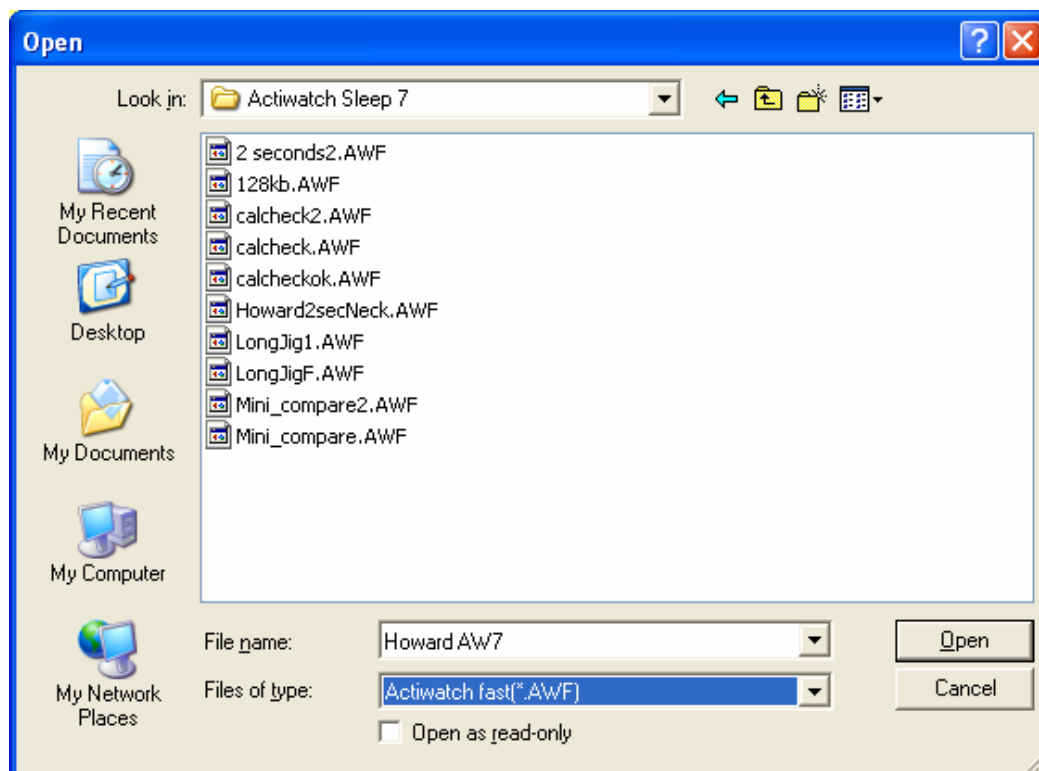 Open
Look in:
Actiwatch Sleep 7
My Recent
Documents
Desktop
My Documents
My Computer
My Network
Places
2 seconds2.AWF
128kb.AWF
calcheck2.AWF
calcheck.AWF
calcheckok.AWF
Howard2secNeck.AWF
LongJig1.AWF
LongJigF.AWF
Mini_compare2.AWF
Mini_compare.AWF
File name:
Howard AW7
Open
Files of type:
Actiwatch fast(*.AWF)
Cancel
Open as read-only